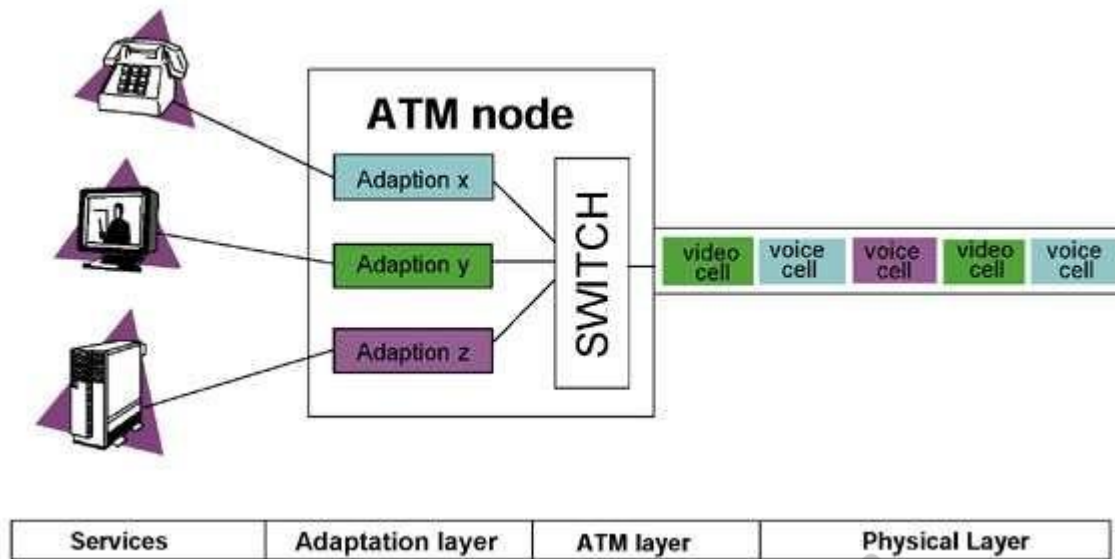 ATM node
Adaption x
Adaption y
Adaption z
SWITCH
video
cell
voice
cell
voice
cell
video
cell
voice
cell
Services
Adaptation layer
ATM layer
Physical Layer